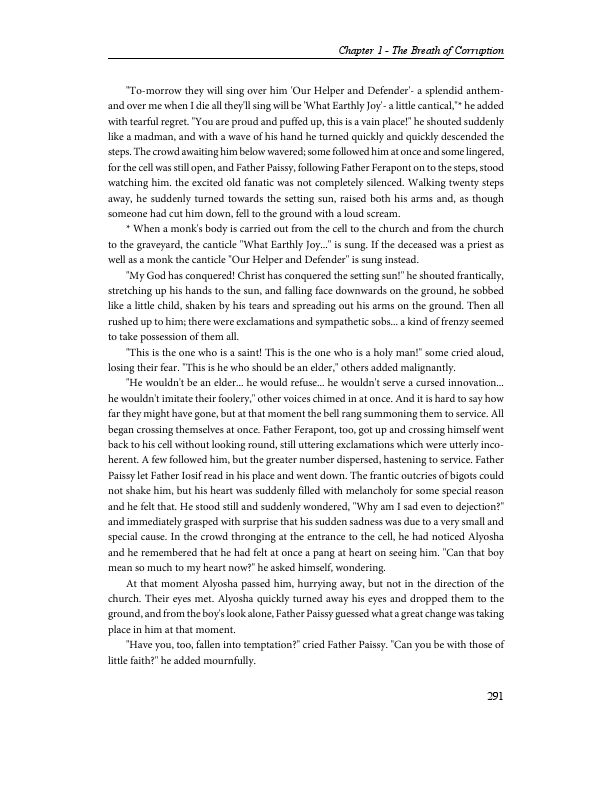 Chapter 1 - The Breath of Corruption
"To-morrow they will sing over him 'Our Helper and Defender'- a splendid anthem-
and over me when I die all they'll sing will be 'What Earthly Joy'- a little cantical,"* he added
with tearful regret. "You are proud and puffed up, this is a vain place!" he shouted suddenly
like a madman, and with a wave of his hand he turned quickly and quickly descended the
steps. The crowd awaiting him below wavered; some followed him at once and some lingered,
for the cell was still open, and Father Paissy, following Father Ferapont on to the steps, stood
watching him. the excited old fanatic was not completely silenced. Walking twenty steps
away, he suddenly turned towards the setting sun, raised both his arms and, as though
someone had cut him down, fell to the ground with a loud scream.
* When a monk's body is carried out from the cell to the church and from the church
to the graveyard, the canticle "What Earthly Joy..." is sung. If the deceased was a priest as
well as a monk the canticle "Our Helper and Defender" is sung instead.
"My God has conquered! Christ has conquered the setting sun!" he shouted frantically,
stretching up his hands to the sun, and falling face downwards on the ground, he sobbed
like a little child, shaken by his tears and spreading out his arms on the ground. Then all
rushed up to him; there were exclamations and sympathetic sobs... a kind of frenzy seemed
to take possession of them all.
"This is the one who is a saint! This is the one who is a holy man!" some cried aloud,
losing their fear. "This is he who should be an elder," others added malignantly.
"He wouldn't be an elder... he would refuse... he wouldn't serve a cursed innovation...
he wouldn't imitate their foolery," other voices chimed in at once. And it is hard to say how
far they might have gone, but at that moment the bell rang summoning them to service. All
began crossing themselves at once. Father Ferapont, too, got up and crossing himself went
back to his cell without looking round, still uttering exclamations which were utterly inco-
herent. A few followed him, but the greater number dispersed, hastening to service. Father
Paissy let Father Iosif read in his place and went down. The frantic outcries of bigots could
not shake him, but his heart was suddenly filled with melancholy for some special reason
and he felt that. He stood still and suddenly wondered, "Why am I sad even to dejection?"
and immediately grasped with surprise that his sudden sadness was due to a very small and
special cause. In the crowd thronging at the entrance to the cell, he had noticed Alyosha
and he remembered that he had felt at once a pang at heart on seeing him. "Can that boy
mean so much to my heart now?" he asked himself, wondering.
At that moment Alyosha passed him, hurrying away, but not in the direction of the
church. Their eyes met. Alyosha quickly turned away his eyes and dropped them to the
ground, and from the boy's look alone, Father Paissy guessed what a great change was taking
place in him at that moment.
"Have you, too, fallen into temptation?" cried Father Paissy. "Can you be with those of
little faith?" he added mournfully.
291